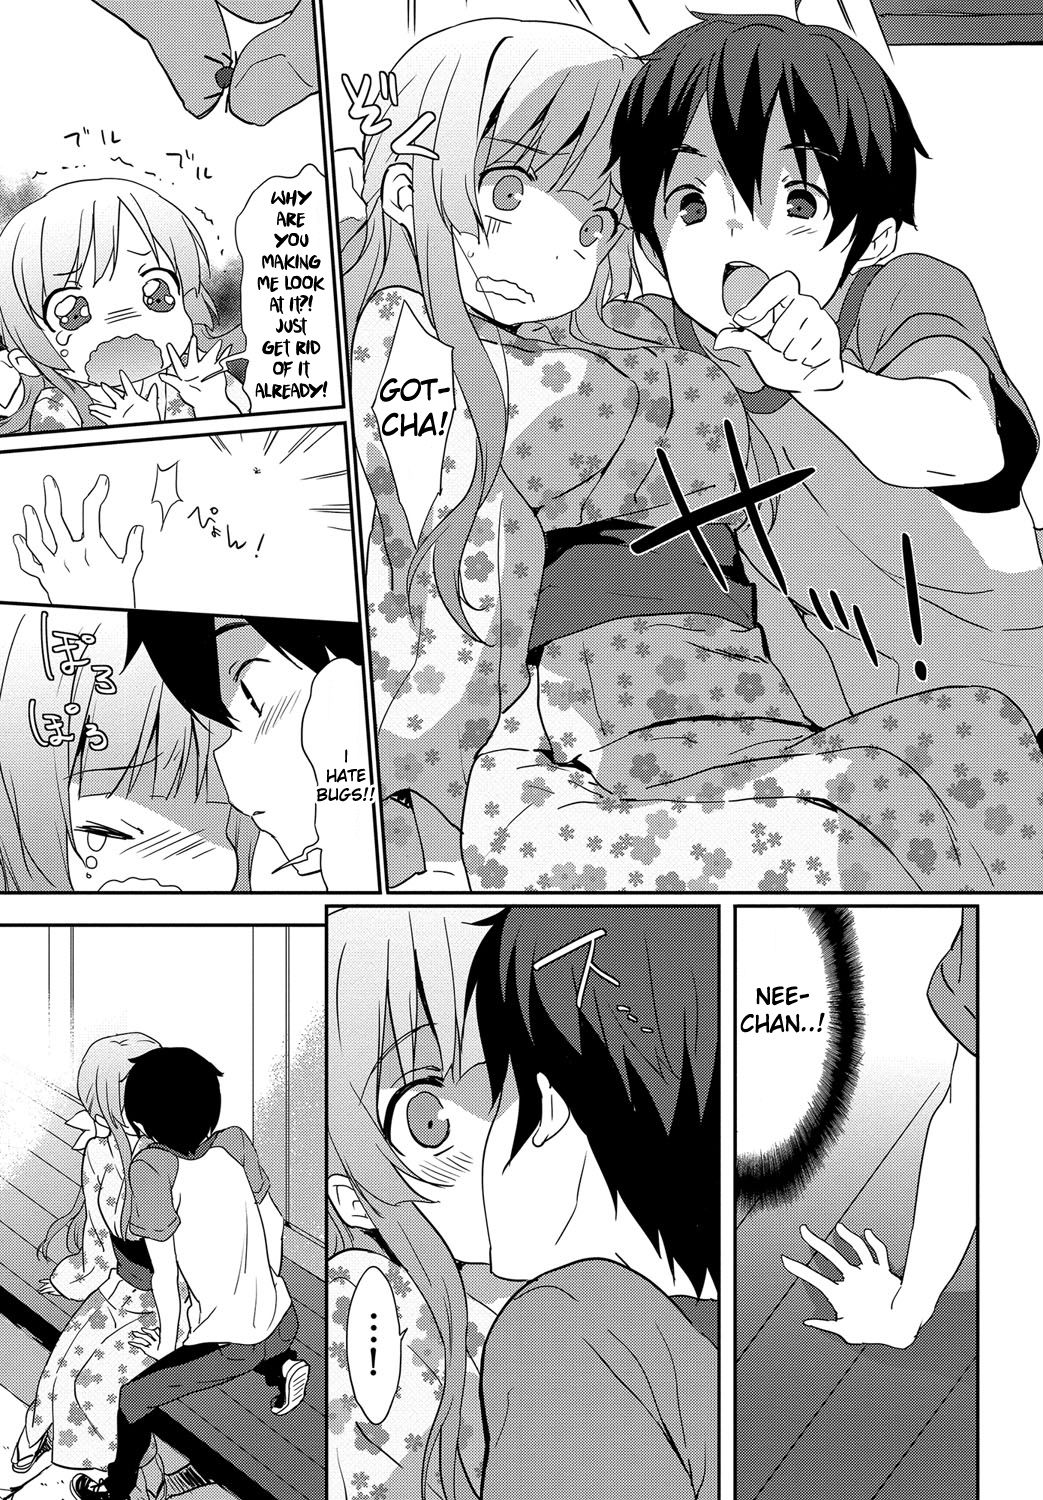 ぞ
く
GOT-
CHA!
ザッ!
ブル
ブル
WHY
ARE
YOU
MAKING
ME LOOK
AT IT?!
JUST
GET RID
OF IT
ALREADY!
ぴょん!
I
HATE
BUGS!!
ぽろ
ぽろ
NEE-
CHAN..!
ス…
……!